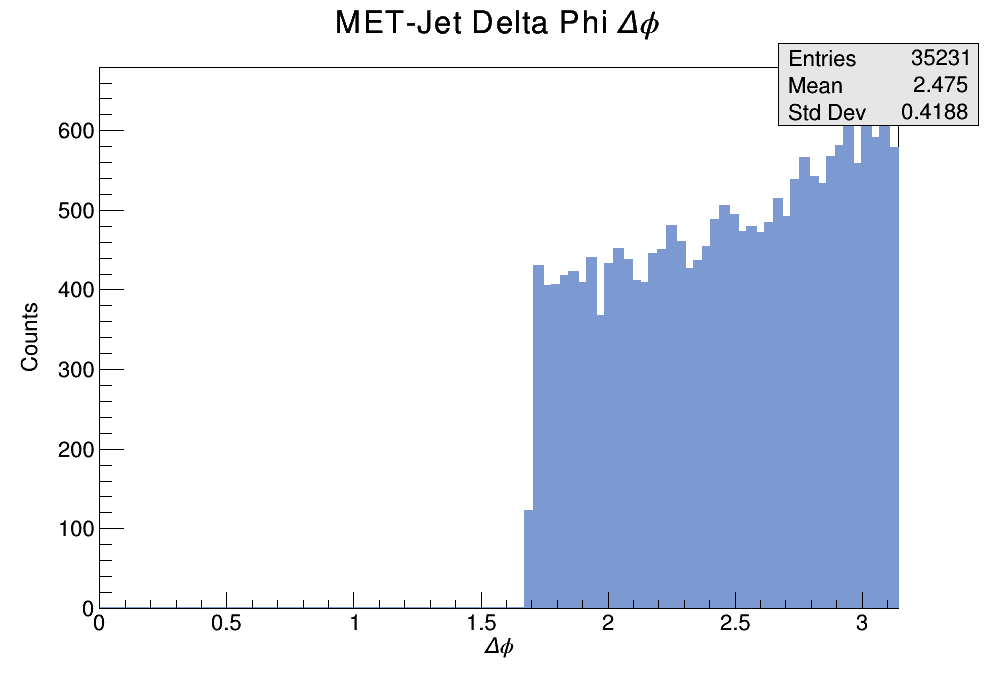 MET-Jet Delta Phi Δϕ
Entries 35231
Mean 2.475
Std Dev 0.4188
600
500
400
300
200
100
0
Counts
0 0.5 1 1.5 2 2.5 3
Δϕ